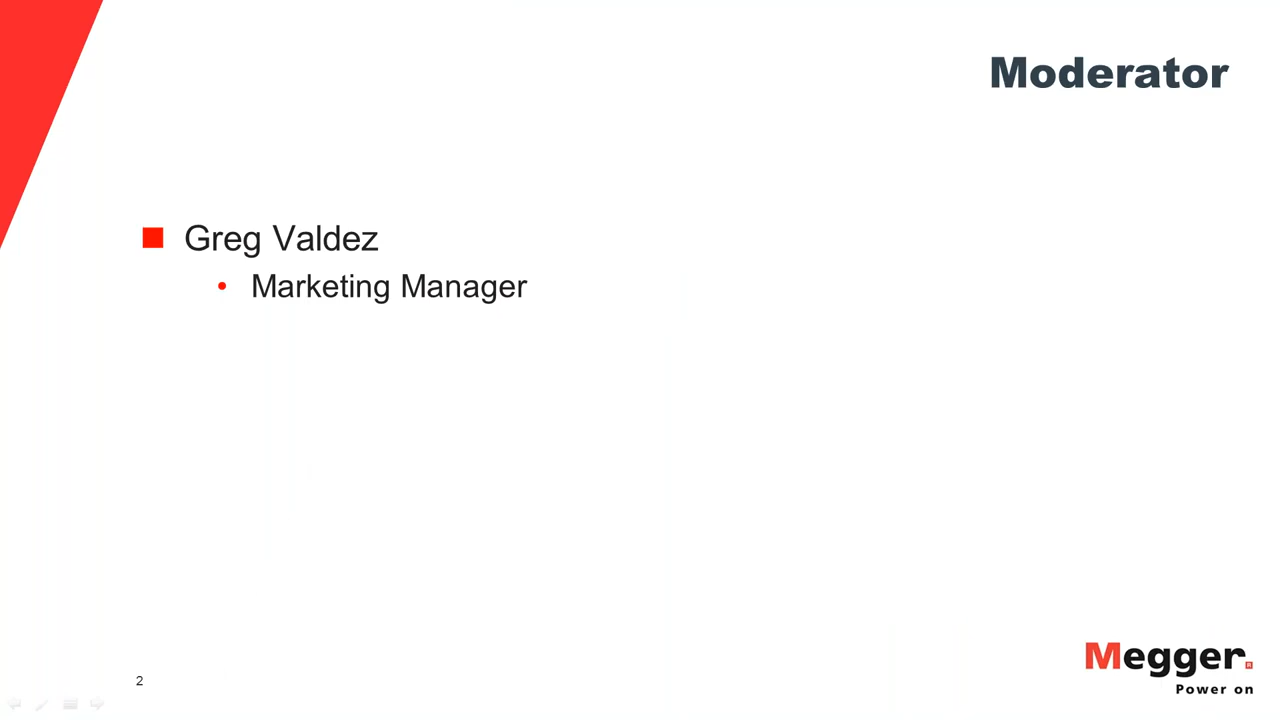 Moderator
Greg Valdez
Marketing Manager
2
Megger
Power on